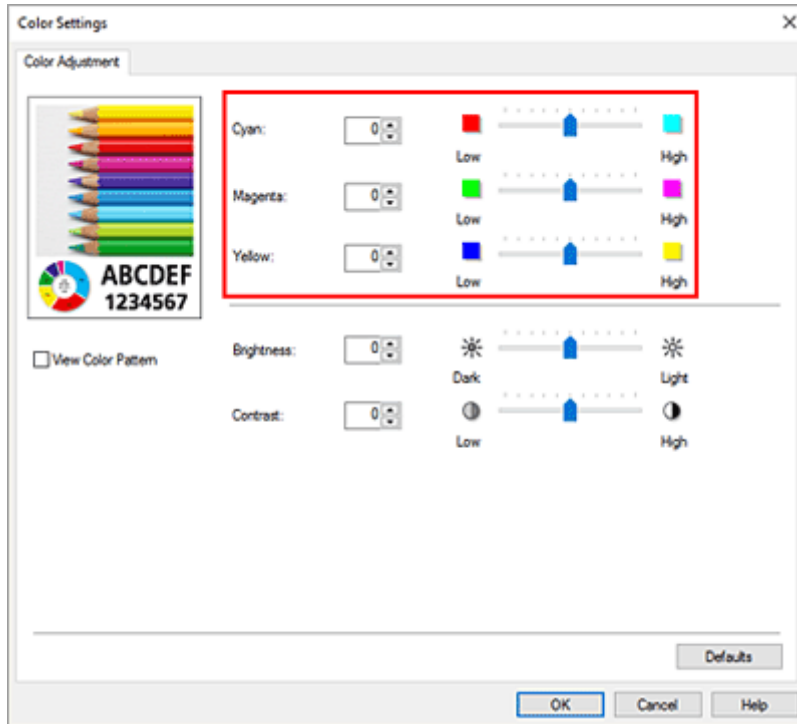 Color Settings
Color Adjustment
Cyan: 0
Low High
Magenta: 0
Low High
Yellow: 0
Low High
ABCDEF
1234567
View Color Pattern
Brightness: 0
Dark Light
Contrast: 0
Low High
Defaults
OK Cancel Help